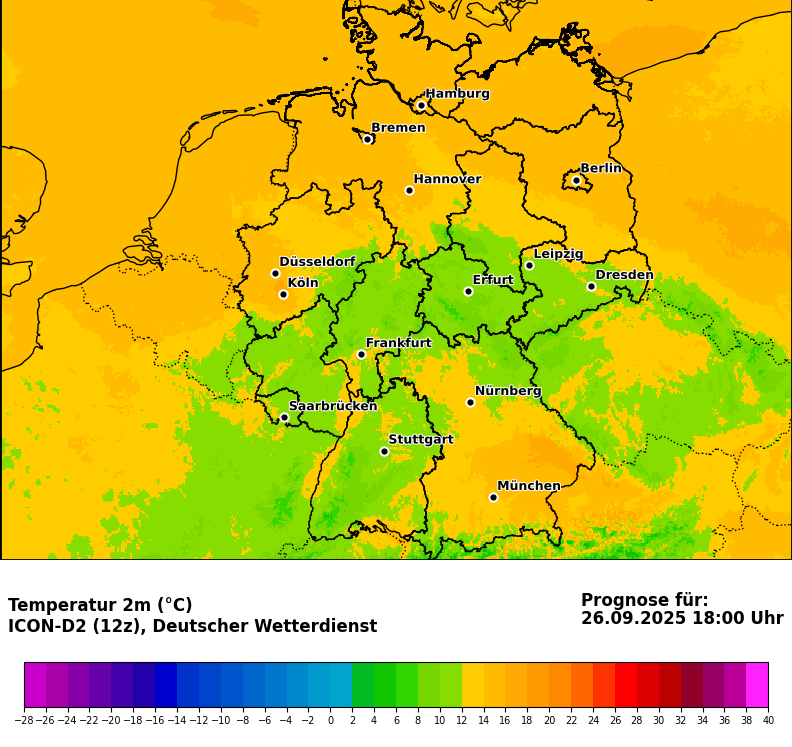 Hamburg
Bremen
Berlin
Hannover
Leipzig
Düsseldorf
Dresden
Köln
Erfurt
Frankfurt
Nürnberg
Saarbrücken
Stuttgart
München
Temperatur 2m (°C)
ICON-D2 (12z), Deutscher Wetterdienst
Prognose für:
26.09.2025 18:00 Uhr
−28 −26 −24 −22 −20 −18 −16 −14 −12 −10 −8 −6 −4 −2 0 2 4 6 8 10 12 14 16 18 20 22 24 26 28 30 32 34 36 38 40